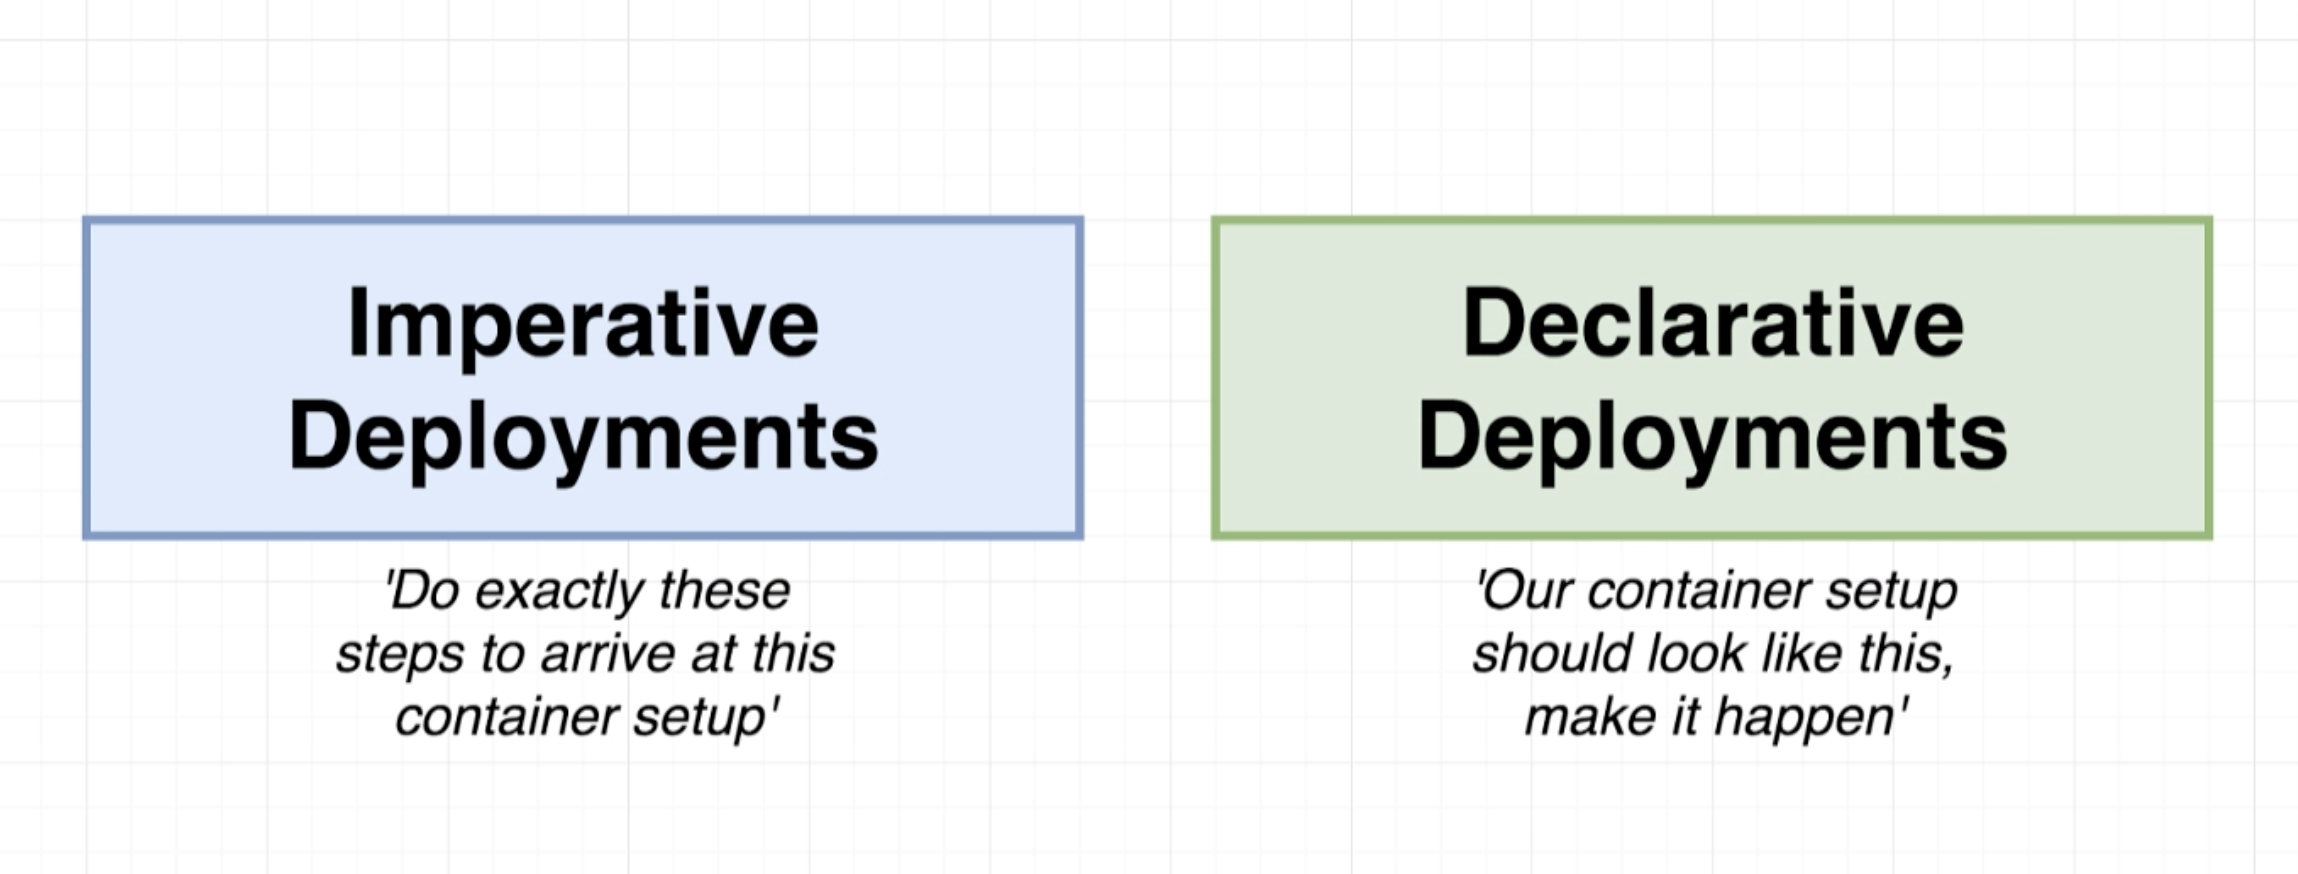 Imperative
Deployments
'Do exactly these
steps to arrive at this
container setup'
Declarative
Deployments
'Our container setup
should look like this,
make it happen'